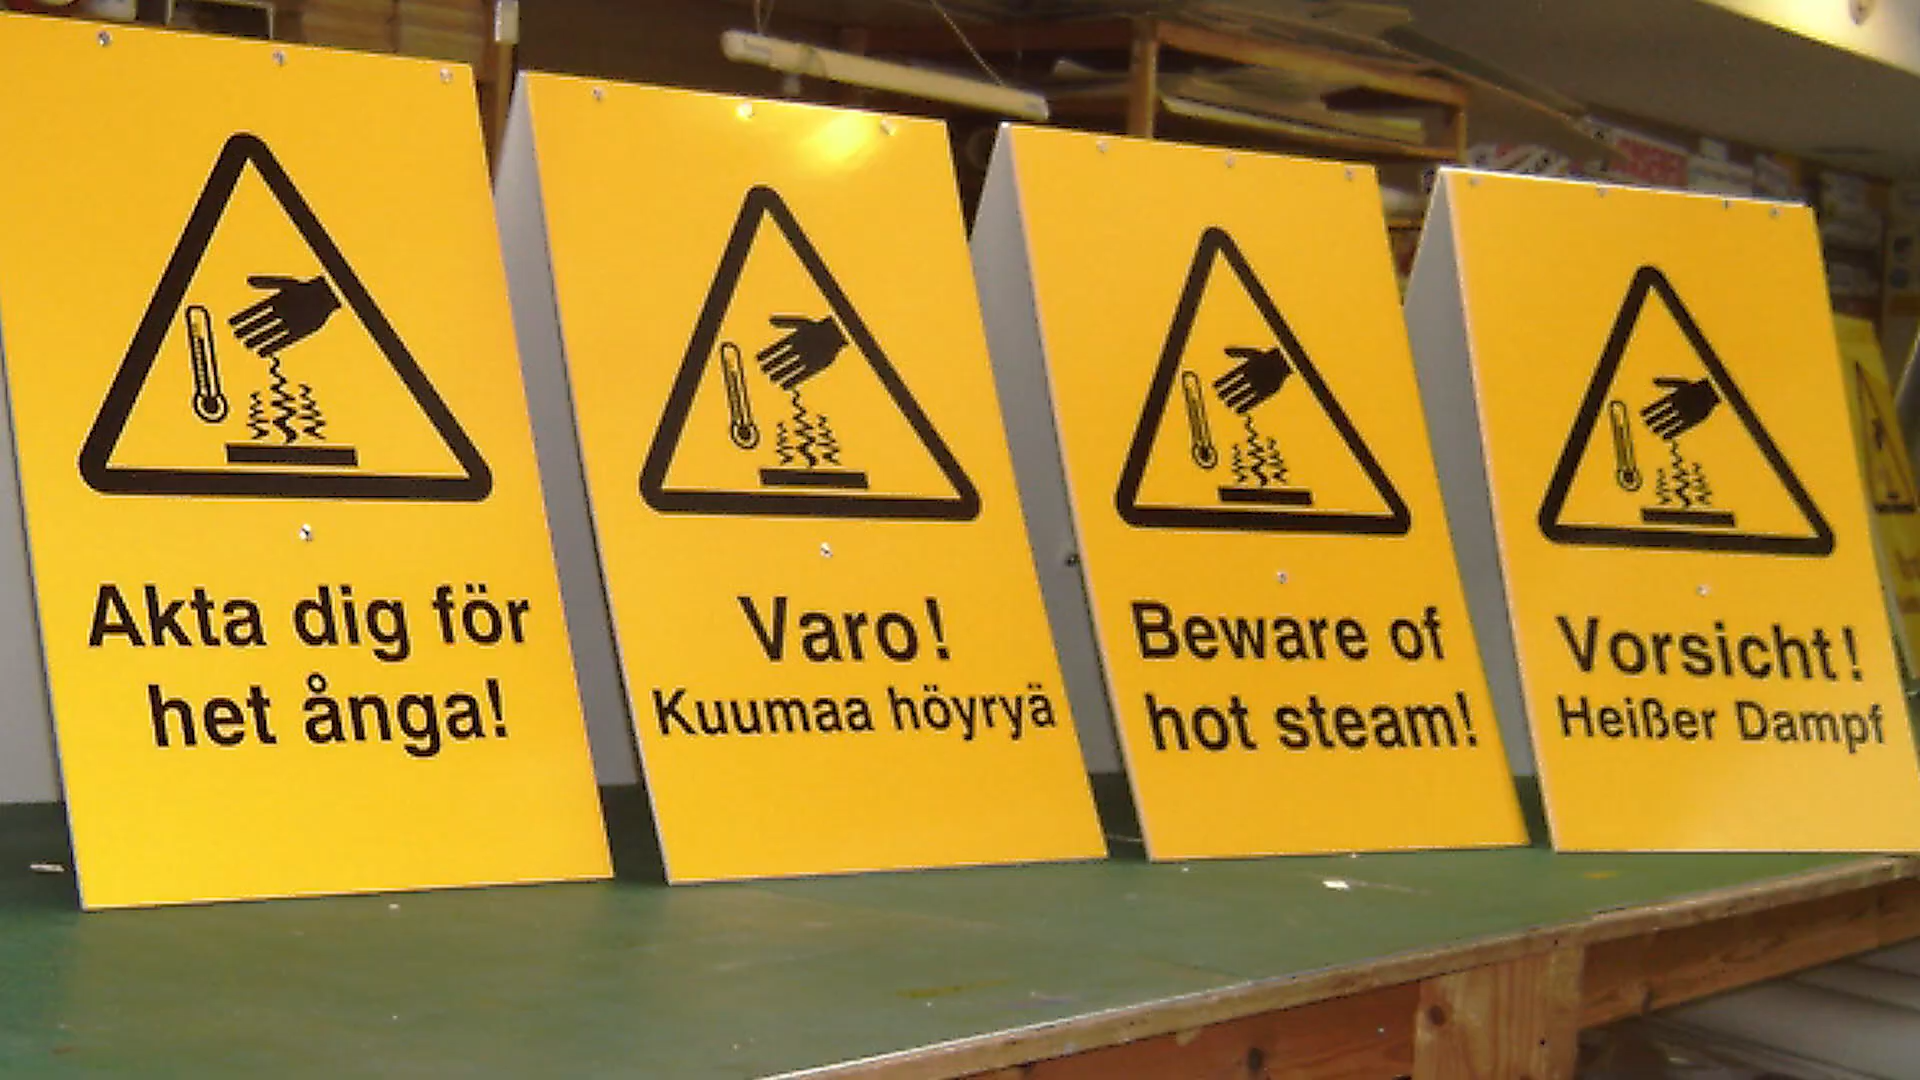 Akta dig för
het ånga!
Varo!
Kuumaa höyryä
Beware of
hot steam!
Vorsicht!
Heißer Dampf